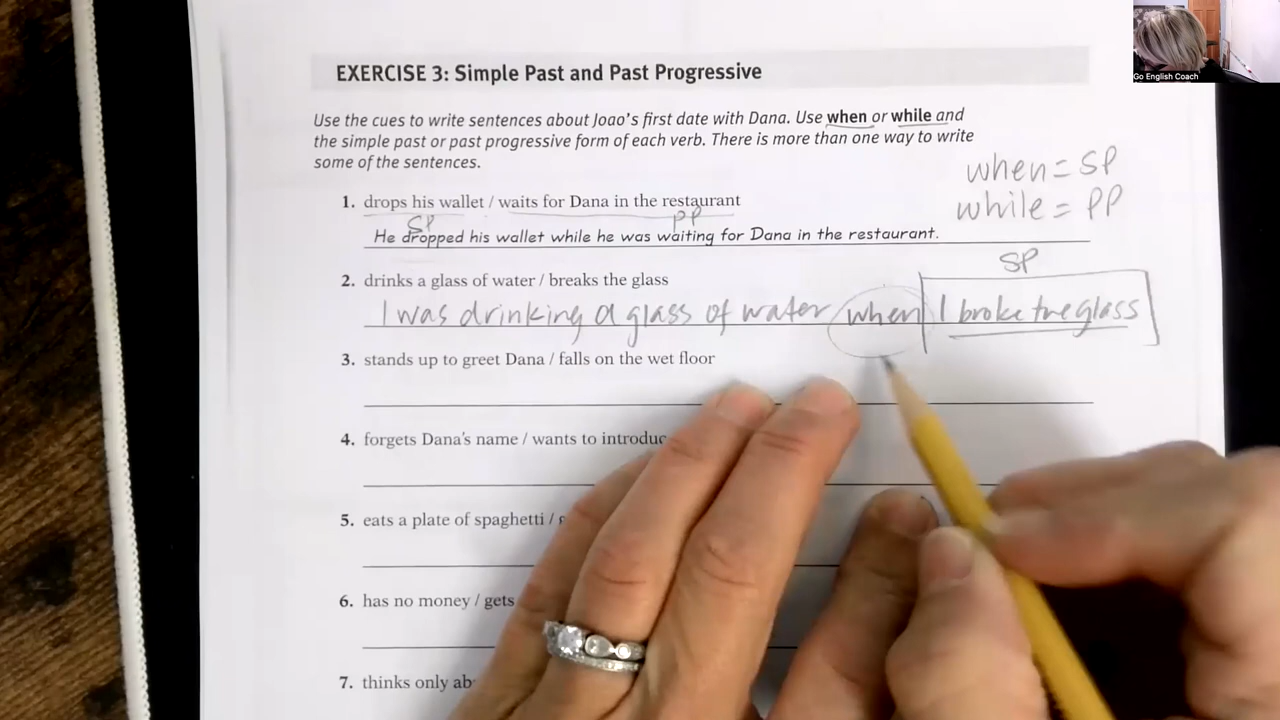 Go English Coach
EXERCISE 3: Simple Past and Past Progressive
Use the cues to write sentences about Joao's first date with Dana. Use when or while and
the simple past or past progressive form of each verb. There is more than one way to write
some of the sentences.
when = SP
while = PP
1. drops his wallet / waits for Dana in the restaurant
SP PP
He dropped his wallet while he was waiting for Dana in the restaurant.
SP
2. drinks a glass of water / breaks the glass
I was drinking a glass of water when I broke the glass
3. stands up to greet Dana / falls on the wet floor
4. forgets Dana's name / wants to introduc
5. eats a plate of spaghetti /
6. has no money / gets
7. thinks only ab